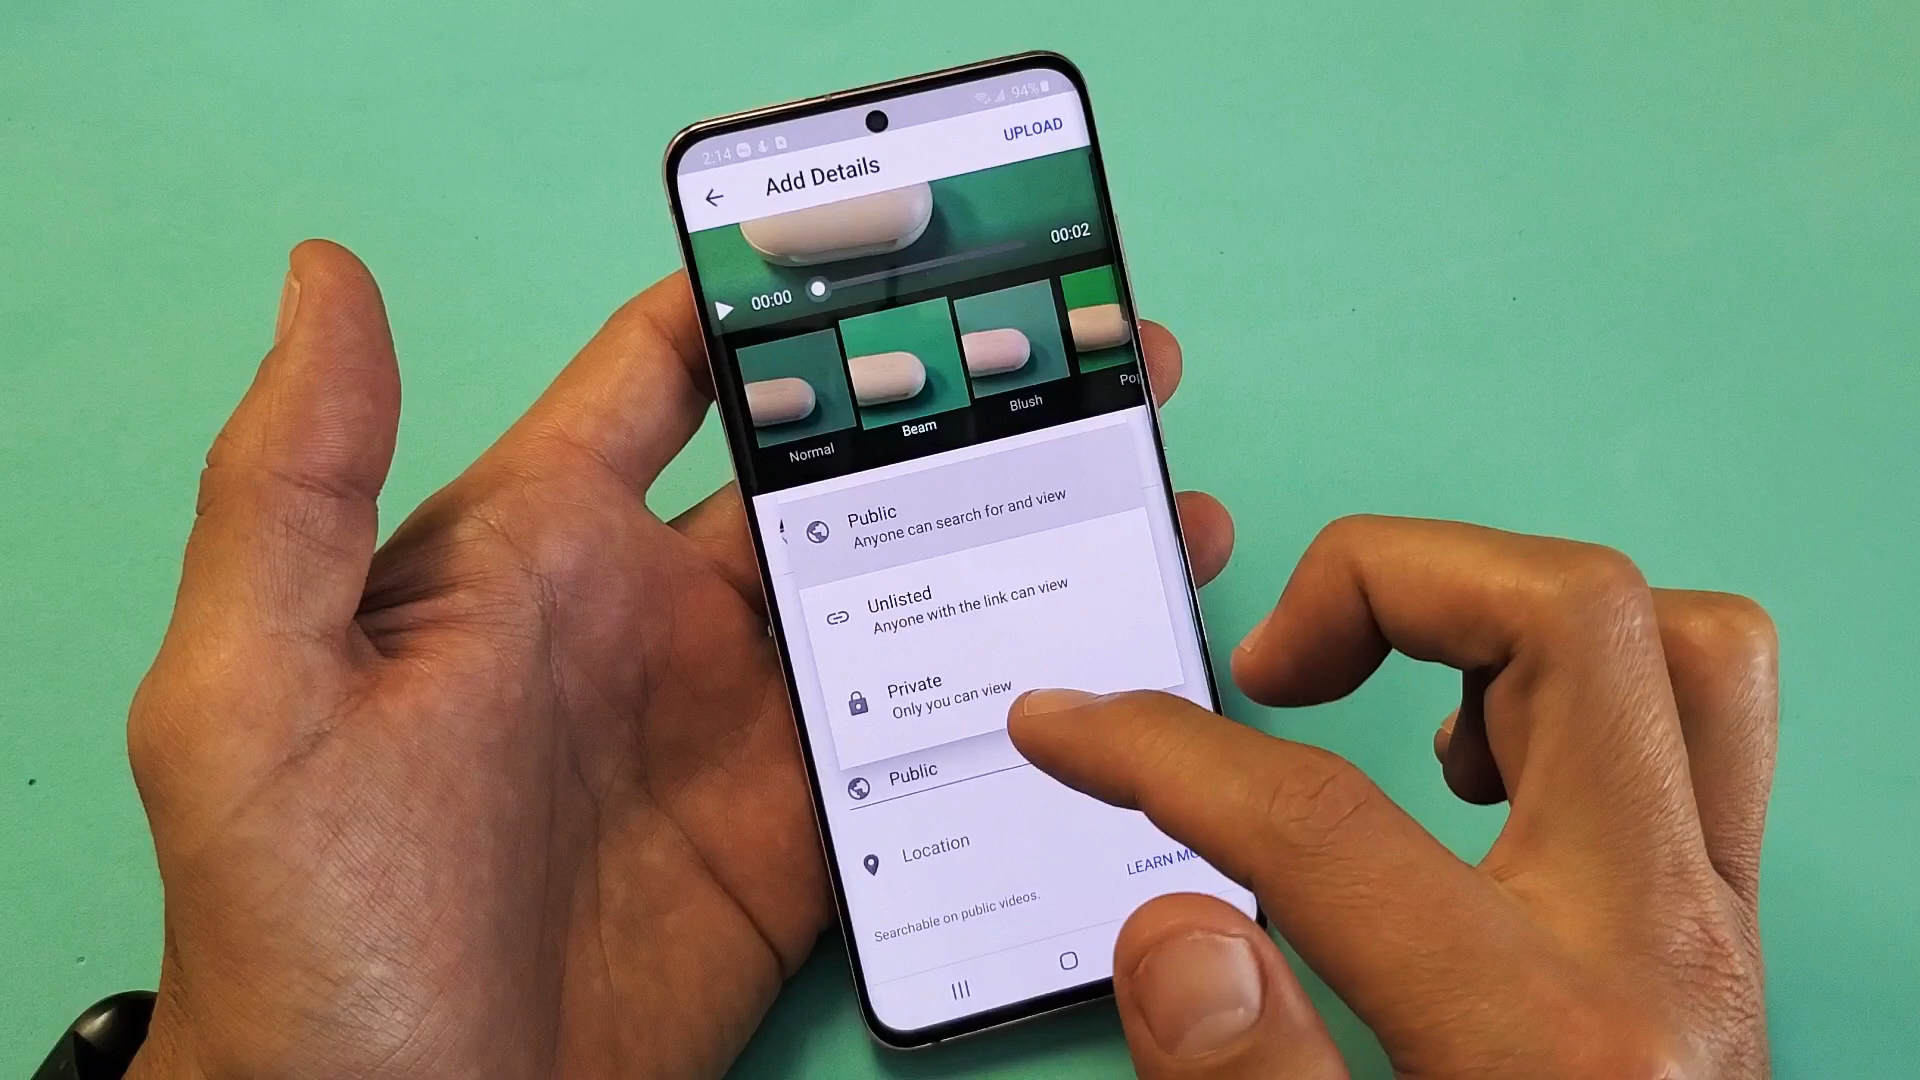 2:14
94%
Add Details
UPLOAD
00:00
00:02
Normal
Beam
Blush
Public
Anyone can search for and view
Unlisted
Anyone with the link can view
Private
Only you can view
Public
Location
LEARN
Searchable on public videos.